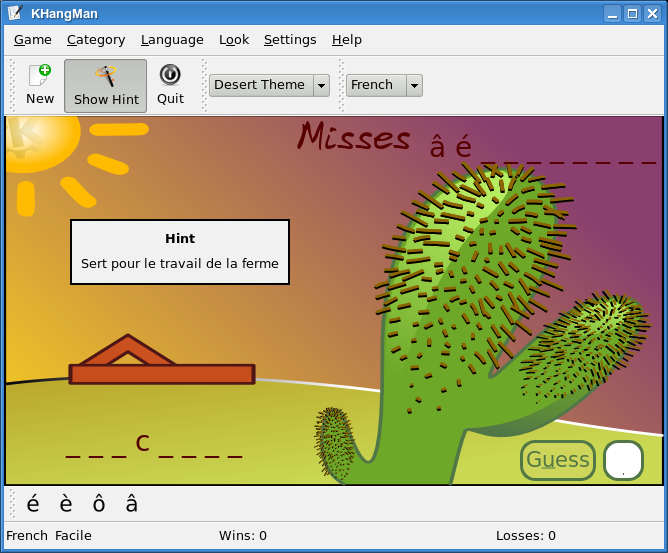 KHangMan
Game Category Language Look Settings Help
New Show Hint Quit Desert Theme French
K
Misses â é _ _ _ _ _ _ _ _
Hint
Sert pour le travail de la ferme
_ _ _ c _ _ _ _
Guess
é è ô â
French Facile Wins: 0 Losses: 0